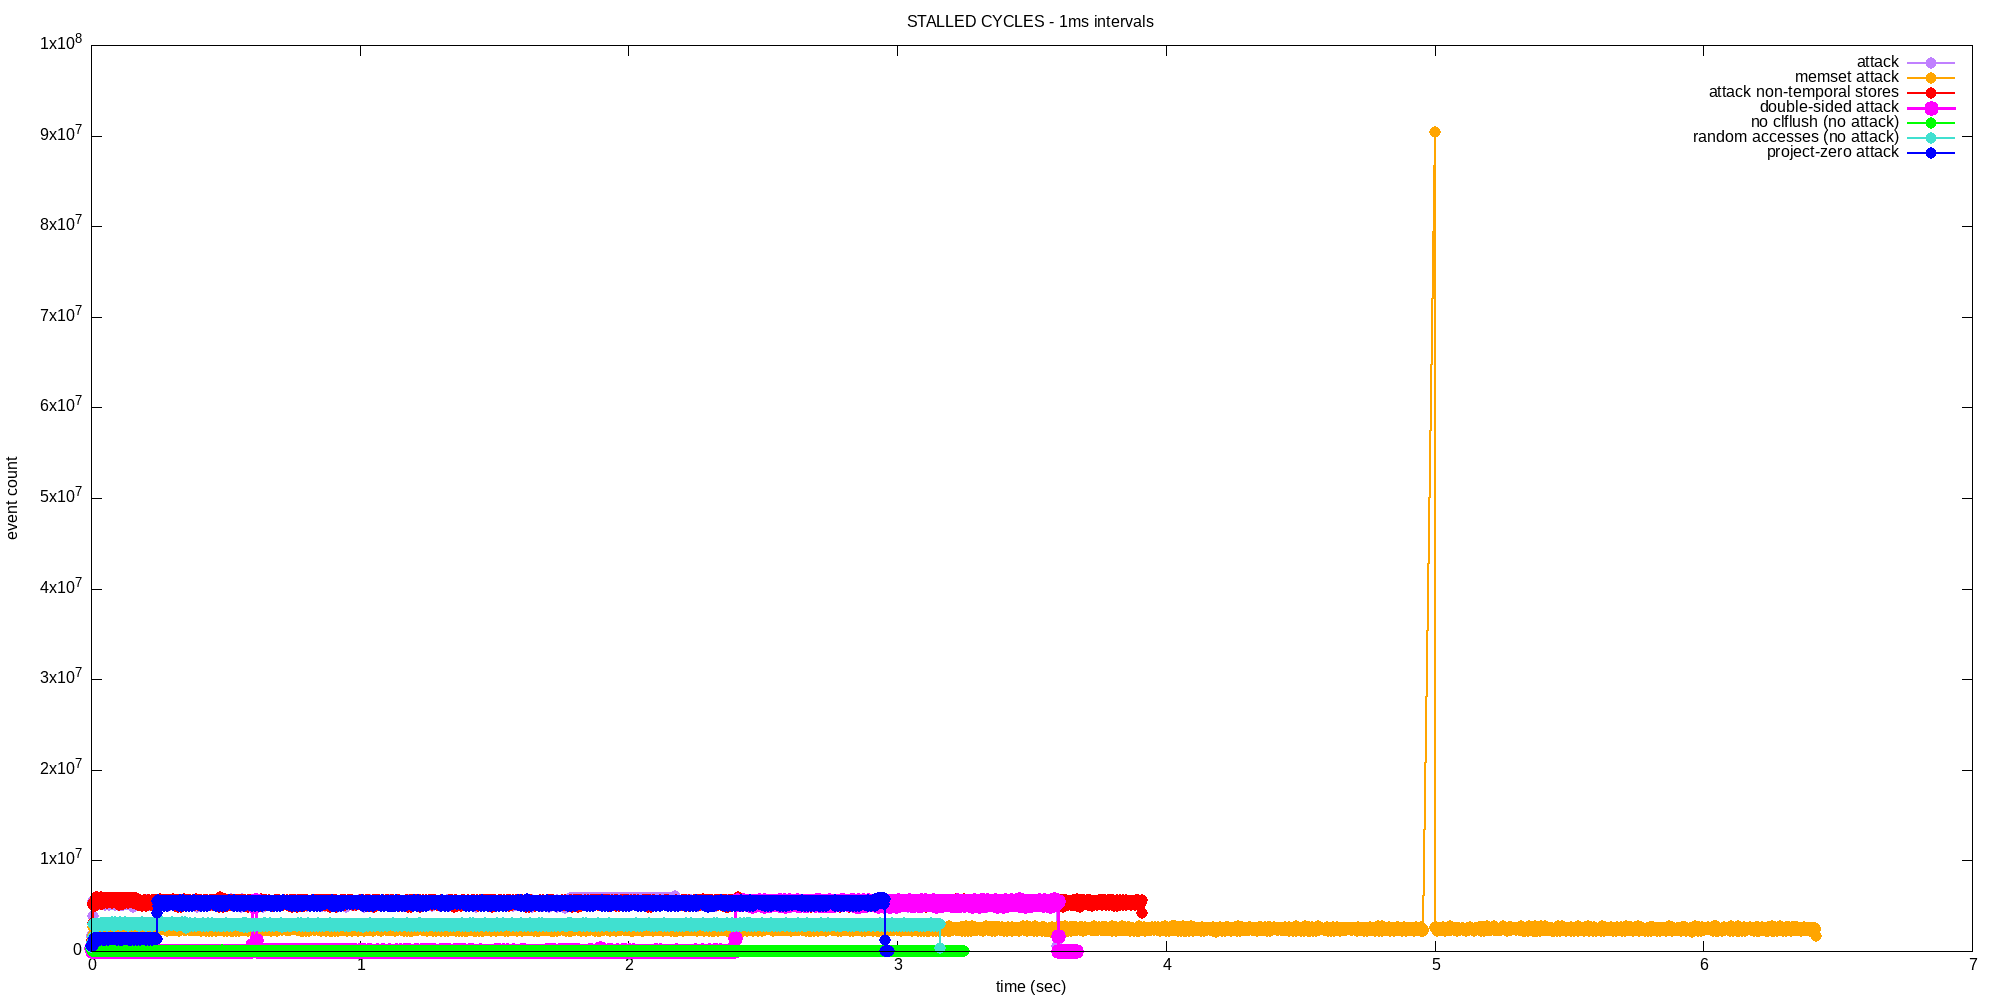 STALLED CYCLES - 1ms intervals
1x10^8
9x10^7
8x10^7
7x10^7
6x10^7
5x10^7
4x10^7
3x10^7
2x10^7
1x10^7
0
event count
attack
memset attack
attack non-temporal stores
double-sided attack
no clflush (no attack)
random accesses (no attack)
project-zero attack
0 1 2 3 4 5 6 7
time (sec)